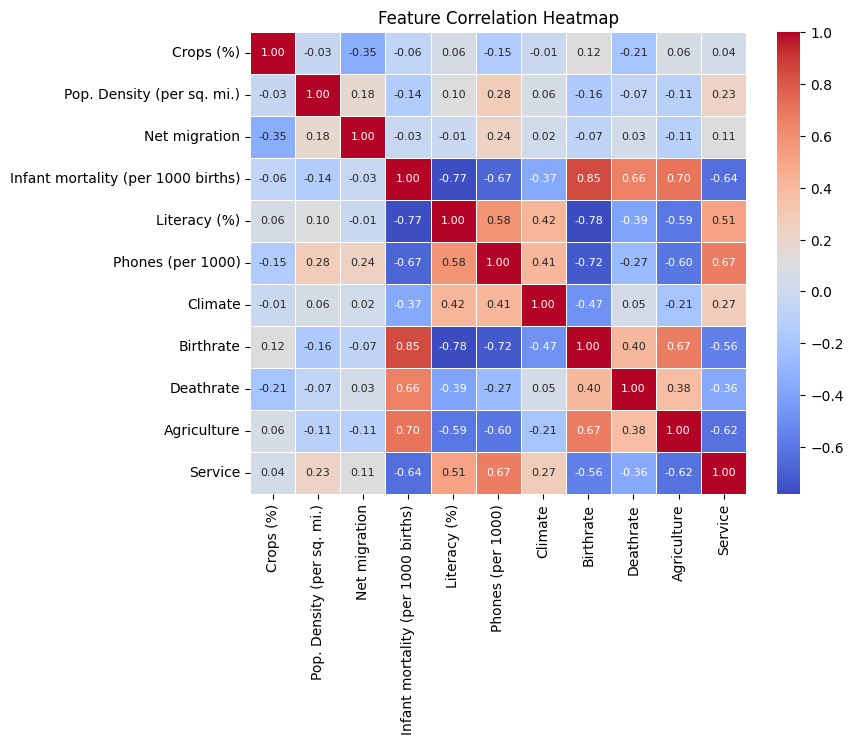 Feature Correlation Heatmap
Crops (%) 1.00 -0.03 -0.35 -0.06 0.06 -0.15 -0.01 0.12 -0.21 0.06 0.04
Pop. Density (per sq. mi.) -0.03 1.00 0.18 -0.14 0.10 0.28 0.06 -0.16 -0.07 -0.11 0.23
Net migration -0.35 0.18 1.00 -0.03 -0.01 0.24 0.02 -0.07 0.03 -0.11 0.11
Infant mortality (per 1000 births) -0.06 -0.14 -0.03 1.00 -0.77 -0.67 -0.37 0.85 0.66 0.70 -0.64
Literacy (%) 0.06 0.10 -0.01 -0.77 1.00 0.58 0.42 -0.78 -0.39 -0.59 0.51
Phones (per 1000) -0.15 0.28 0.24 -0.67 0.58 1.00 0.41 -0.72 -0.27 -0.60 0.67
Climate -0.01 0.06 0.02 -0.37 0.42 0.41 1.00 -0.47 0.05 -0.21 0.27
Birthrate 0.12 -0.16 -0.07 0.85 -0.78 -0.72 -0.47 1.00 0.40 0.67 -0.56
Deathrate -0.21 -0.07 0.03 0.66 -0.39 -0.27 0.05 0.40 1.00 0.38 -0.36
Agriculture 0.06 -0.11 -0.11 0.70 -0.59 -0.60 -0.21 0.67 0.38 1.00 -0.62
Service 0.04 0.23 0.11 -0.64 0.51 0.67 0.27 -0.56 -0.36 -0.62 1.00
Crops (%)
Pop. Density (per sq. mi.)
Net migration
Infant mortality (per 1000 births)
Literacy (%)
Phones (per 1000)
Climate
Birthrate
Deathrate
Agriculture
Service
1.0
0.8
0.6
0.4
0.2
0.0
−0.2
−0.4
−0.6